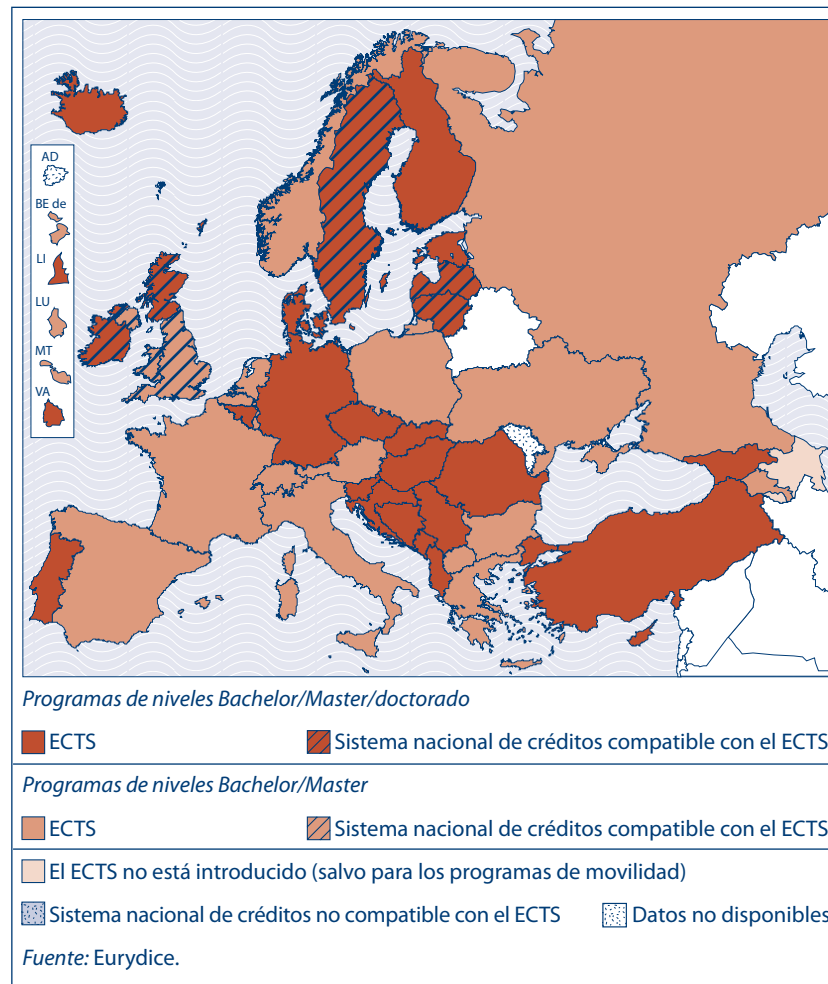 AD
BE de
LI
LU
MT
VA
Programas de niveles Bachelor/Master/doctorado
ECTS Sistema nacional de créditos compatible con el ECTS
Programas de niveles Bachelor/Master
ECTS Sistema nacional de créditos compatible con el ECTS
El ECTS no está introducido (salvo para los programas de movilidad)
Sistema nacional de créditos no compatible con el ECTS Datos no disponibles
Fuente: Eurydice.